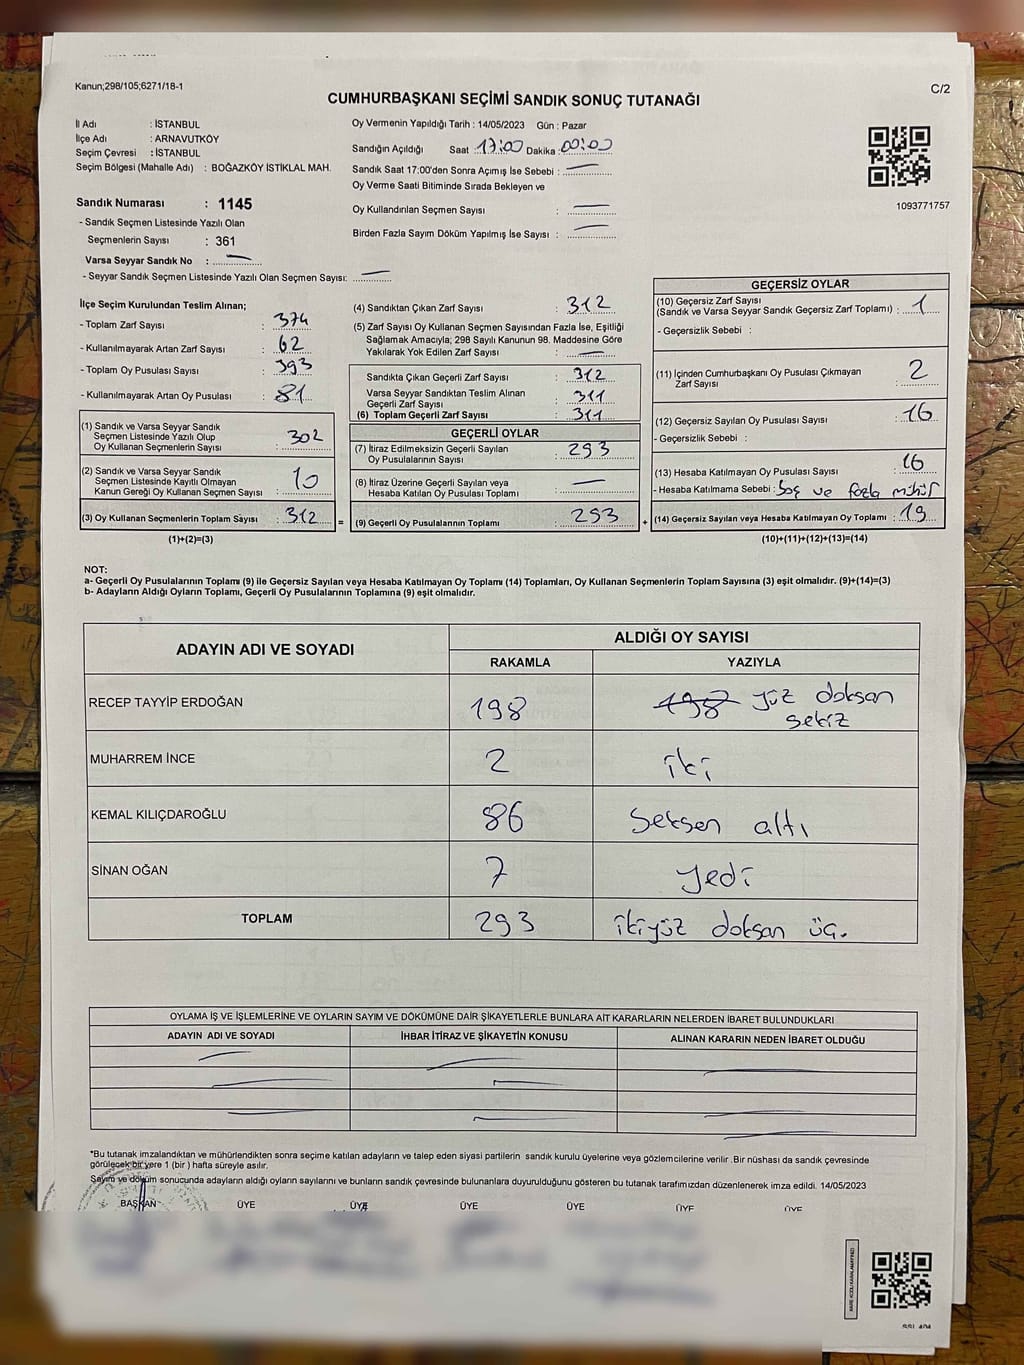 Kanun;298/105;6271/18-1
C/2
CUMHURBAŞKANI SEÇİMİ SANDIK SONUÇ TUTANAĞI
İl Adı : İSTANBUL
İlçe Adı : ARNAVUTKÖY
Seçim Çevresi : İSTANBUL
Seçim Bölgesi (Mahalle Adı) : BOĞAZKÖY İSTİKLAL MAH.
Sandık Numarası : 1145
- Sandık Seçmen Listesinde Yazılı Olan
Seçmenlerin Sayısı : 361
Varsa Seyyar Sandık No :
- Seyyar Sandık Seçmen Listesinde Yazılı Olan Seçmen Sayısı:
Oy Vermenin Yapıldığı Tarih : 14/05/2023 Gün : Pazar
Sandığın Açıldığı Saat : 17:00 Dakika : 00:00
Sandık Saat 17:00'den Sonra Açımış İse Sebebi :
Oy Verme Saati Bitiminde Sırada Bekleyen ve
Oy Kullandırılan Seçmen Sayısı :
Birden Fazla Sayım Döküm Yapılmış İse Sayısı :
1093771757
İlçe Seçim Kurulundan Teslim Alınan;
- Toplam Zarf Sayısı : 374
- Kullanılmayarak Artan Zarf Sayısı : 62
- Toplam Oy Pusulası Sayısı : 393
- Kullanılmayarak Artan Oy Pusulası : 81
(1) Sandık ve Varsa Seyyar Sandık
Seçmen Listesinde Yazılı Olup
Oy Kullanan Seçmenlerin Sayısı : 302
(2) Sandık ve Varsa Seyyar Sandık
Seçmen Listesinde Kayıtlı Olmayan
Kanun Gereği Oy Kullanan Seçmen Sayısı : 10
(3) Oy Kullanan Seçmenlerin Toplam Sayısı : 312
(1)+(2)=(3)
=
(4) Sandıktan Çıkan Zarf Sayısı : 312
(5) Zarf Sayısı Oy Kullanan Seçmen Sayısından Fazla İse, Eşitliği
Sağlamak Amacıyla; 298 Sayılı Kanunun 98. Maddesine Göre
Yakılarak Yok Edilen Zarf Sayısı :
Sandıkta Çıkan Geçerli Zarf Sayısı : 312
Varsa Seyyar Sandıktan Teslim Alınan
Geçerli Zarf Sayısı : 311
(6) Toplam Geçerli Zarf Sayısı : 311
GEÇERLİ OYLAR
(7) İtiraz Edilmeksizin Geçerli Sayılan
Oy Pusulalarının Sayısı : 293
(8) İtiraz Üzerine Geçerli Sayılan veya
Hesaba Katılan Oy Pusulası Toplamı :
(9) Geçerli Oy Pusulalarının Toplamı : 293
+
GEÇERSİZ OYLAR
(10) Geçersiz Zarf Sayısı
(Sandık ve Varsa Seyyar Sandık Geçersiz Zarf Toplamı) : 1
- Geçersizlik Sebebi :
(11) İçinden Cumhurbaşkanı Oy Pusulası Çıkmayan
Zarf Sayısı : 2
(12) Geçersiz Sayılan Oy Pusulası Sayısı : 16
- Geçersizlik Sebebi :
(13) Hesaba Katılmayan Oy Pusulası Sayısı : 16
- Hesaba Katılmama Sebebi : boş ve fazla mühür
(14) Geçersiz Sayılan veya Hesaba Katılmayan Oy Toplamı : 19
(10)+(11)+(12)+(13)=(14)
NOT:
a- Geçerli Oy Pusulalarının Toplamı (9) ile Geçersiz Sayılan veya Hesaba Katılmayan Oy Toplamı (14) Toplamları, Oy Kullanan Seçmenlerin Toplam Sayısına (3) eşit olmalıdır. (9)+(14)=(3)
b- Adayların Aldığı Oyların Toplamı, Geçerli Oy Pusulalarının Toplamına (9) eşit olmalıdır.
ADAYIN ADI VE SOYADI
ALDIĞI OY SAYISI
RAKAMLA YAZIYLA
RECEP TAYYİP ERDOĞAN 198 198 yüz doksan
sekiz
MUHARREM İNCE 2 iki
KEMAL KILIÇDAROĞLU 86 seksen altı
SİNAN OĞAN 7 yedi
TOPLAM 293 ikiyüz doksan üç.
OYLAMA İŞ VE İŞLEMLERİNE VE OYLARIN SAYIM VE DÖKÜMÜNE DAİR ŞİKAYETLERLE BUNLARA AİT KARARLARIN NELERDEN İBARET BULUNDUKLARI
ADAYIN ADI VE SOYADI İHBAR İTİRAZ VE ŞİKAYETİN KONUSU ALINAN KARARIN NEDEN İBARET OLDUĞU
*Bu tutanak imzalandıktan ve mühürlendikten sonra seçime katılan adayların ve talep eden siyasi partilerin sandık kurulu üyelerine veya gözlemcilerine verilir .Bir nüshası da sandık çevresinde
görülecek bir yere 1 (bir ) hafta süreyle asılır.
Sayım ve döküm sonucunda adayların aldığı oyların sayılarını ve bunların sandık çevresinde bulunanlara duyurulduğunu gösteren bu tutanak tarafımızdan düzenlenerek imza edildi. 14/05/2023
BAŞKAN ÜYE ÜYE ÜYE ÜYE ÜYE ÜYE